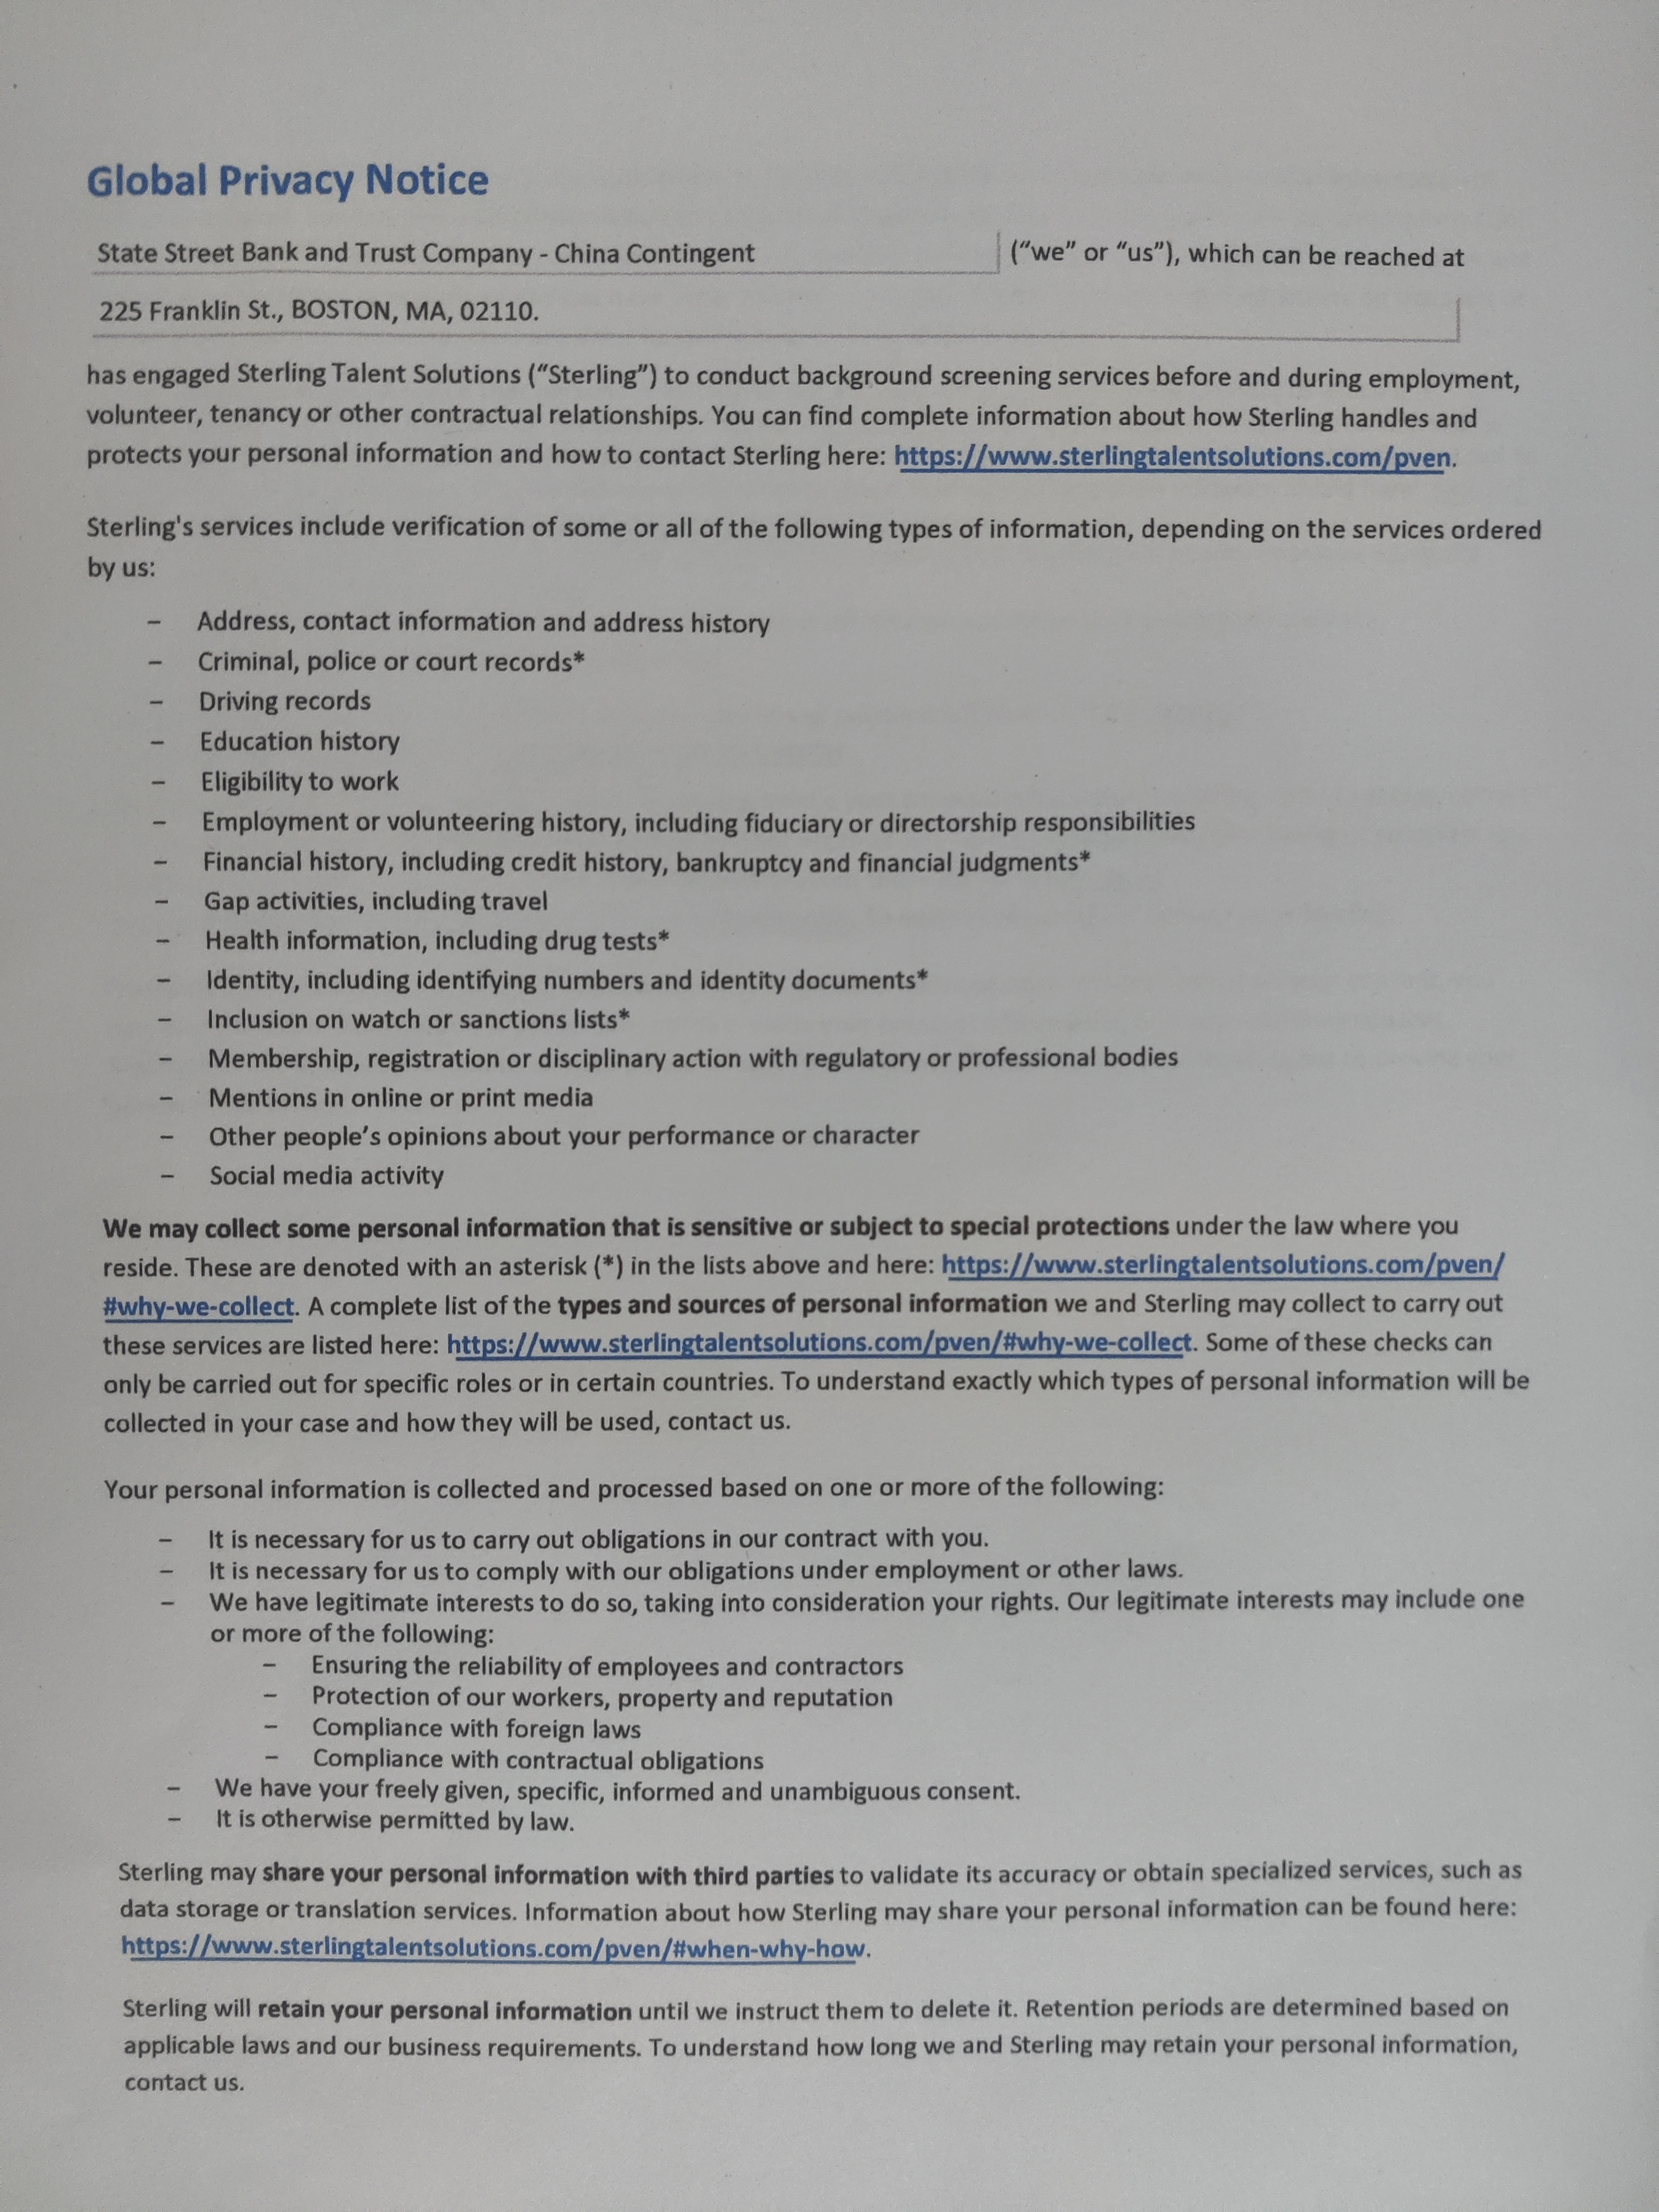 Global Privacy Notice
State Street Bank and Trust Company - China Contingent ("we" or "us"), which can be reached at
225 Franklin St., BOSTON, MA, 02110.
has engaged Sterling Talent Solutions ("Sterling") to conduct background screening services before and during employment,
volunteer, tenancy or other contractual relationships. You can find complete information about how Sterling handles and
protects your personal information and how to contact Sterling here: https://www.sterlingtalentsolutions.com/pven.
Sterling's services include verification of some or all of the following types of information, depending on the services ordered
by us:
– Address, contact information and address history
– Criminal, police or court records*
– Driving records
– Education history
– Eligibility to work
– Employment or volunteering history, including fiduciary or directorship responsibilities
– Financial history, including credit history, bankruptcy and financial judgments*
– Gap activities, including travel
– Health information, including drug tests*
– Identity, including identifying numbers and identity documents*
– Inclusion on watch or sanctions lists*
– Membership, registration or disciplinary action with regulatory or professional bodies
– Mentions in online or print media
– Other people's opinions about your performance or character
– Social media activity
We may collect some personal information that is sensitive or subject to special protections under the law where you
reside. These are denoted with an asterisk (*) in the lists above and here: https://www.sterlingtalentsolutions.com/pven/
#why-we-collect. A complete list of the types and sources of personal information we and Sterling may collect to carry out
these services are listed here: https://www.sterlingtalentsolutions.com/pven/#why-we-collect. Some of these checks can
only be carried out for specific roles or in certain countries. To understand exactly which types of personal information will be
collected in your case and how they will be used, contact us.
Your personal information is collected and processed based on one or more of the following:
– It is necessary for us to carry out obligations in our contract with you.
– It is necessary for us to comply with our obligations under employment or other laws.
– We have legitimate interests to do so, taking into consideration your rights. Our legitimate interests may include one
or more of the following:
– Ensuring the reliability of employees and contractors
– Protection of our workers, property and reputation
– Compliance with foreign laws
– Compliance with contractual obligations
– We have your freely given, specific, informed and unambiguous consent.
– It is otherwise permitted by law.
Sterling may share your personal information with third parties to validate its accuracy or obtain specialized services, such as
data storage or translation services. Information about how Sterling may share your personal information can be found here:
https://www.sterlingtalentsolutions.com/pven/#when-why-how.
Sterling will retain your personal information until we instruct them to delete it. Retention periods are determined based on
applicable laws and our business requirements. To understand how long we and Sterling may retain your personal information,
contact us.